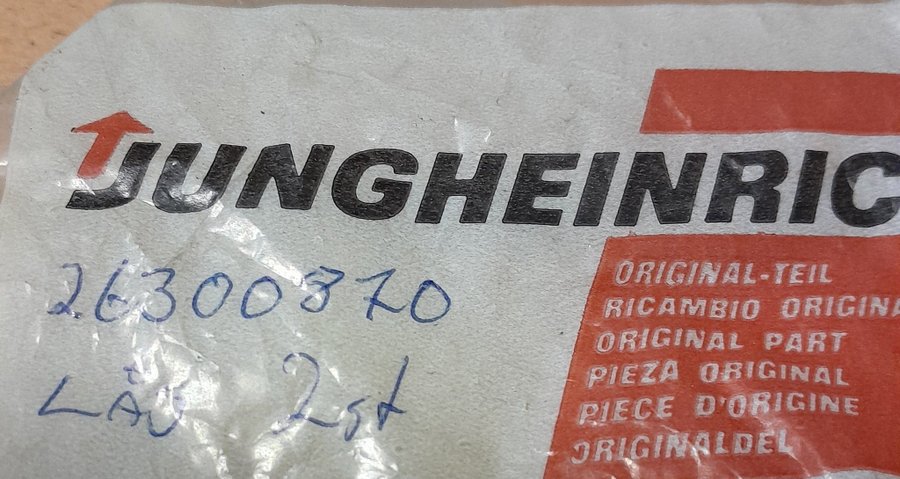 JUNGHEINRIC
26300870
LÅS 2st
ORIGINAL-TEIL
RICAMBIO ORIGINA
ORIGINAL PART
PIEZA ORIGINAL
PIECE D'ORIGINE
ORIGINALDEL